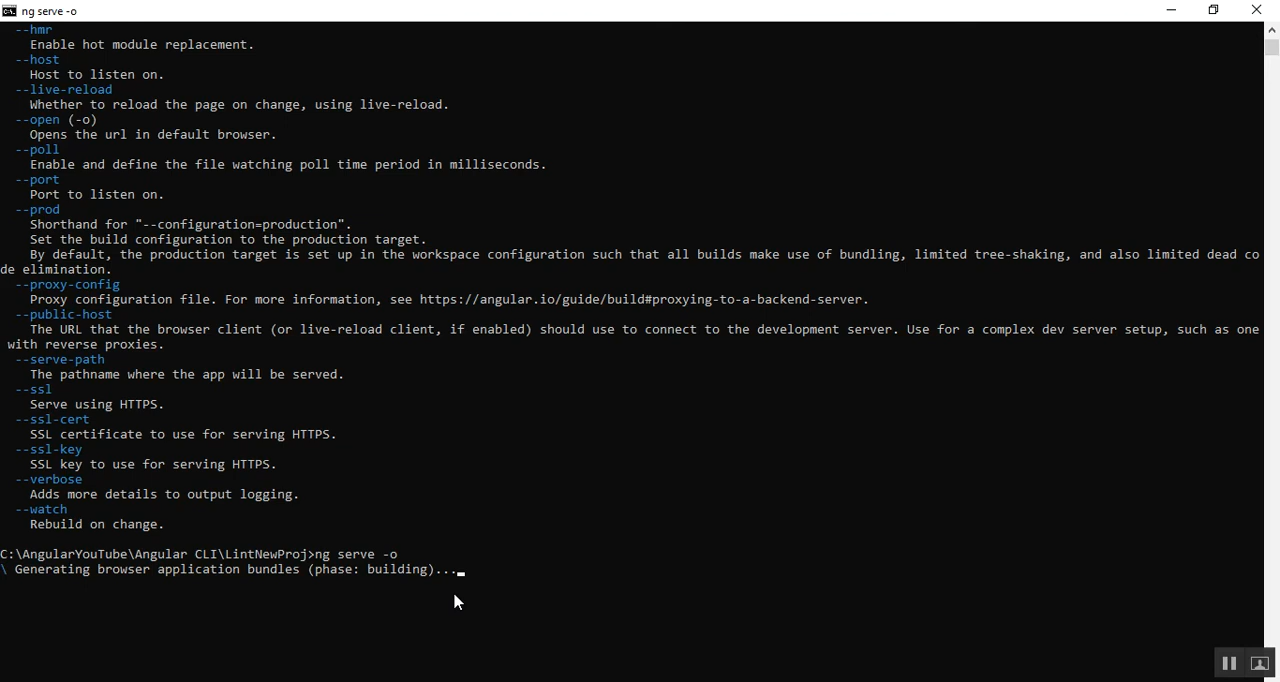 ng serve -o
--hmr
Enable hot module replacement.
--host
Host to listen on.
--live-reload
Whether to reload the page on change, using live-reload.
--open (-o)
Opens the url in default browser.
--poll
Enable and define the file watching poll time period in milliseconds.
--port
Port to listen on.
--prod
Shorthand for "--configuration=production".
Set the build configuration to the production target.
By default, the production target is set up in the workspace configuration such that all builds make use of bundling, limited tree-shaking, and also limited dead co
de elimination.
--proxy-config
Proxy configuration file. For more information, see https://angular.io/guide/build#proxying-to-a-backend-server.
--public-host
The URL that the browser client (or live-reload client, if enabled) should use to connect to the development server. Use for a complex dev server setup, such as one
with reverse proxies.
--serve-path
The pathname where the app will be served.
--ssl
Serve using HTTPS.
--ssl-cert
SSL certificate to use for serving HTTPS.
--ssl-key
SSL key to use for serving HTTPS.
--verbose
Adds more details to output logging.
--watch
Rebuild on change.
C:\AngularYouTube\Angular CLI\LintNewProj>ng serve -o
\ Generating browser application bundles (phase: building)..._